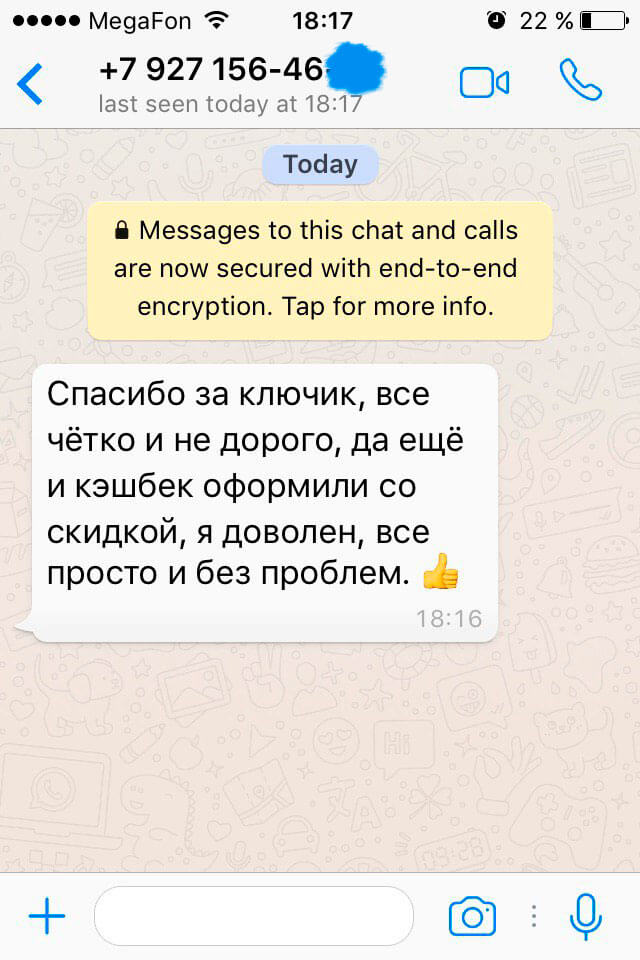 MegaFon 18:17 22 %
+7 927 156-46
last seen today at 18:17
Today
Messages to this chat and calls
are now secured with end-to-end
encryption. Tap for more info.
Спасибо за ключик, все
чётко и не дорого, да ещё
и кэшбек оформили со
скидкой, я доволен, все
просто и без проблем. 👍
18:16